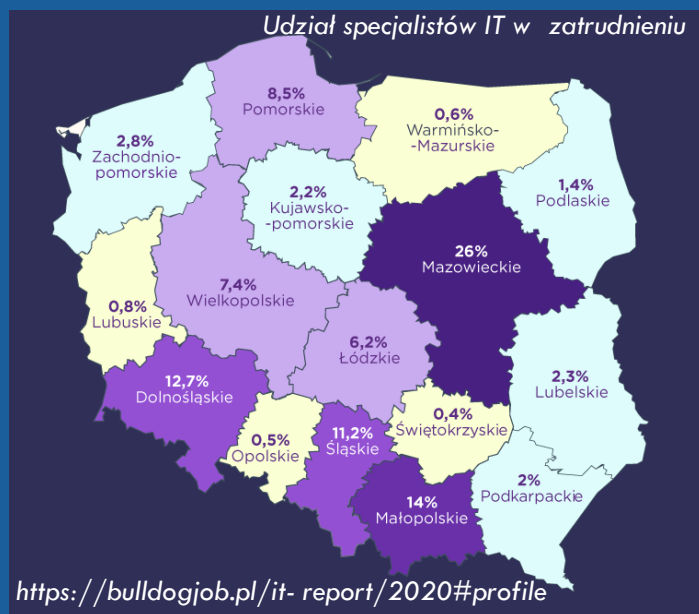 Udział specjalistów IT w zatrudnieniu
8,5%
Pomorskie
0,6%
Warmińsko-
-Mazurskie
2,8%
Zachodnio-
pomorskie
1,4%
Podlaskie
2,2%
Kujawsko-
-pomorskie
26%
Mazowieckie
7,4%
Wielkopolskie
0,8%
Lubuskie
6,2%
Łódzkie
12,7%
Dolnośląskie
2,3%
Lubelskie
0,4%
Świętokrzyskie
11,2%
Śląskie
0,5%
Opolskie
2%
Podkarpackie
14%
Małopolskie
https://bulldogjob.pl/it- report/2020#profile